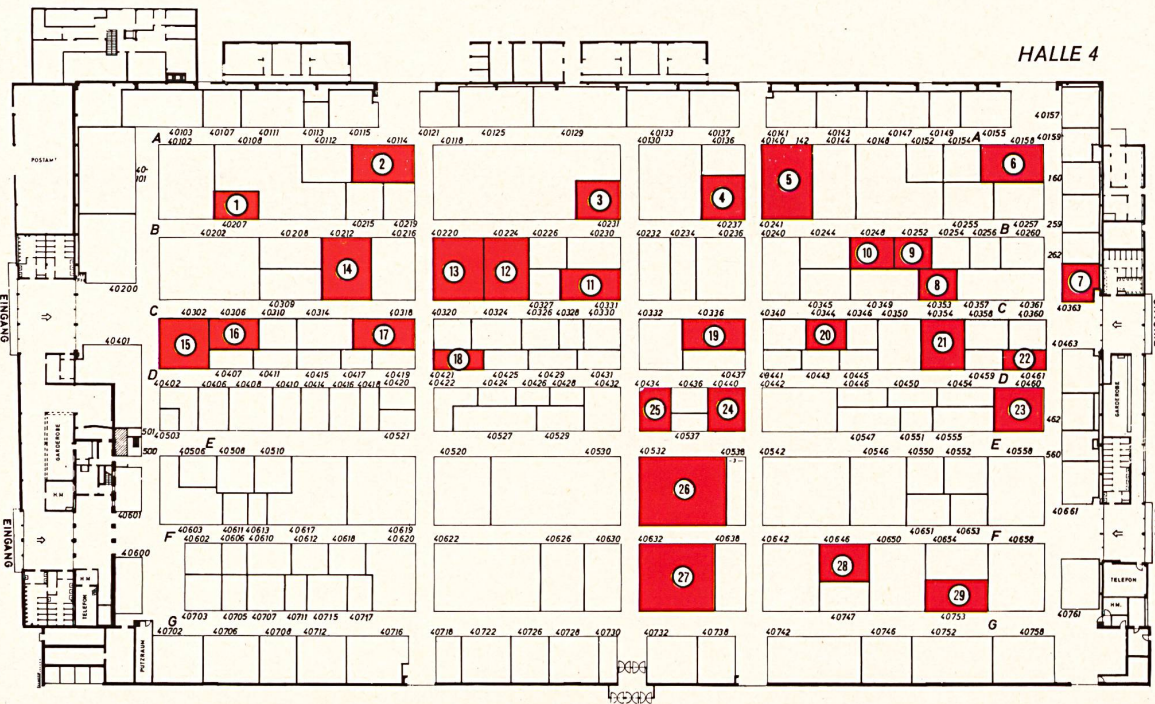 HALLE 4
40103 40107 40111 40113 40115 40121 40125 40129 40133 40137 40141 40143 40147 40149 40155 40157
A 40102 40108 40112 40114 40118 40130 40136 40140 142 40144 40148 40152 40154 A 40158 40159
POSTAMT
40-
101
2 6
5 160
1 3 4
40207 40215 40219 40231 40237 40241 40255 40257 259
B 40202 40208 40212 40216 40220 40224 40226 40230 40232 40234 40236 40240 40244 40248 40252 40254 40256 B 40260
10 9 262
14 13 12
11 8 7
40200
EINGANG
40309 40327 40331 40345 40349 40353 40357 40361 40363
C 40302 40306 40310 40314 40318 40320 40324 40326 40328 40330 40332 40336 40340 40344 40346 40350 40354 40358 C 40360
16 17 19 20
15 21
18 22
40401 40463
40407 40411 40415 40417 40419 40421 40425 40429 40431 40437 40441 40443 40445 40459 40461
D 40402 40406 40408 40410 40414 40416 40418 40420 40422 40424 40426 40428 40432 40434 40436 40440 40442 40446 40450 40454 D 40460
25 24 23
GARDEROBE GARDEROBE
462
501 40503 40521 40527 40529 40537 40547 40551 40555
500 E 40506 40508 40510 40520 40530 40532 40538 40542 40546 40550 40552 E 40558 560
26
H.M.
40601 40661
40603 40611 40613 40617 40619 40651 40653
F 40602 40606 40610 40612 40618 40620 40622 40626 40630 40632 40638 40642 40646 40650 40654 F 40658
EINGANG
40600
28
27
29
H.M. TELEFON
TELEFON H.M.
40703 40705 40707 40711 40715 40717 40747 40753 40761
G 40702 40706 40708 40712 40716 40718 40722 40726 40728 40730 40732 40738 40742 40746 40752 G 40758
PUTZRAUM